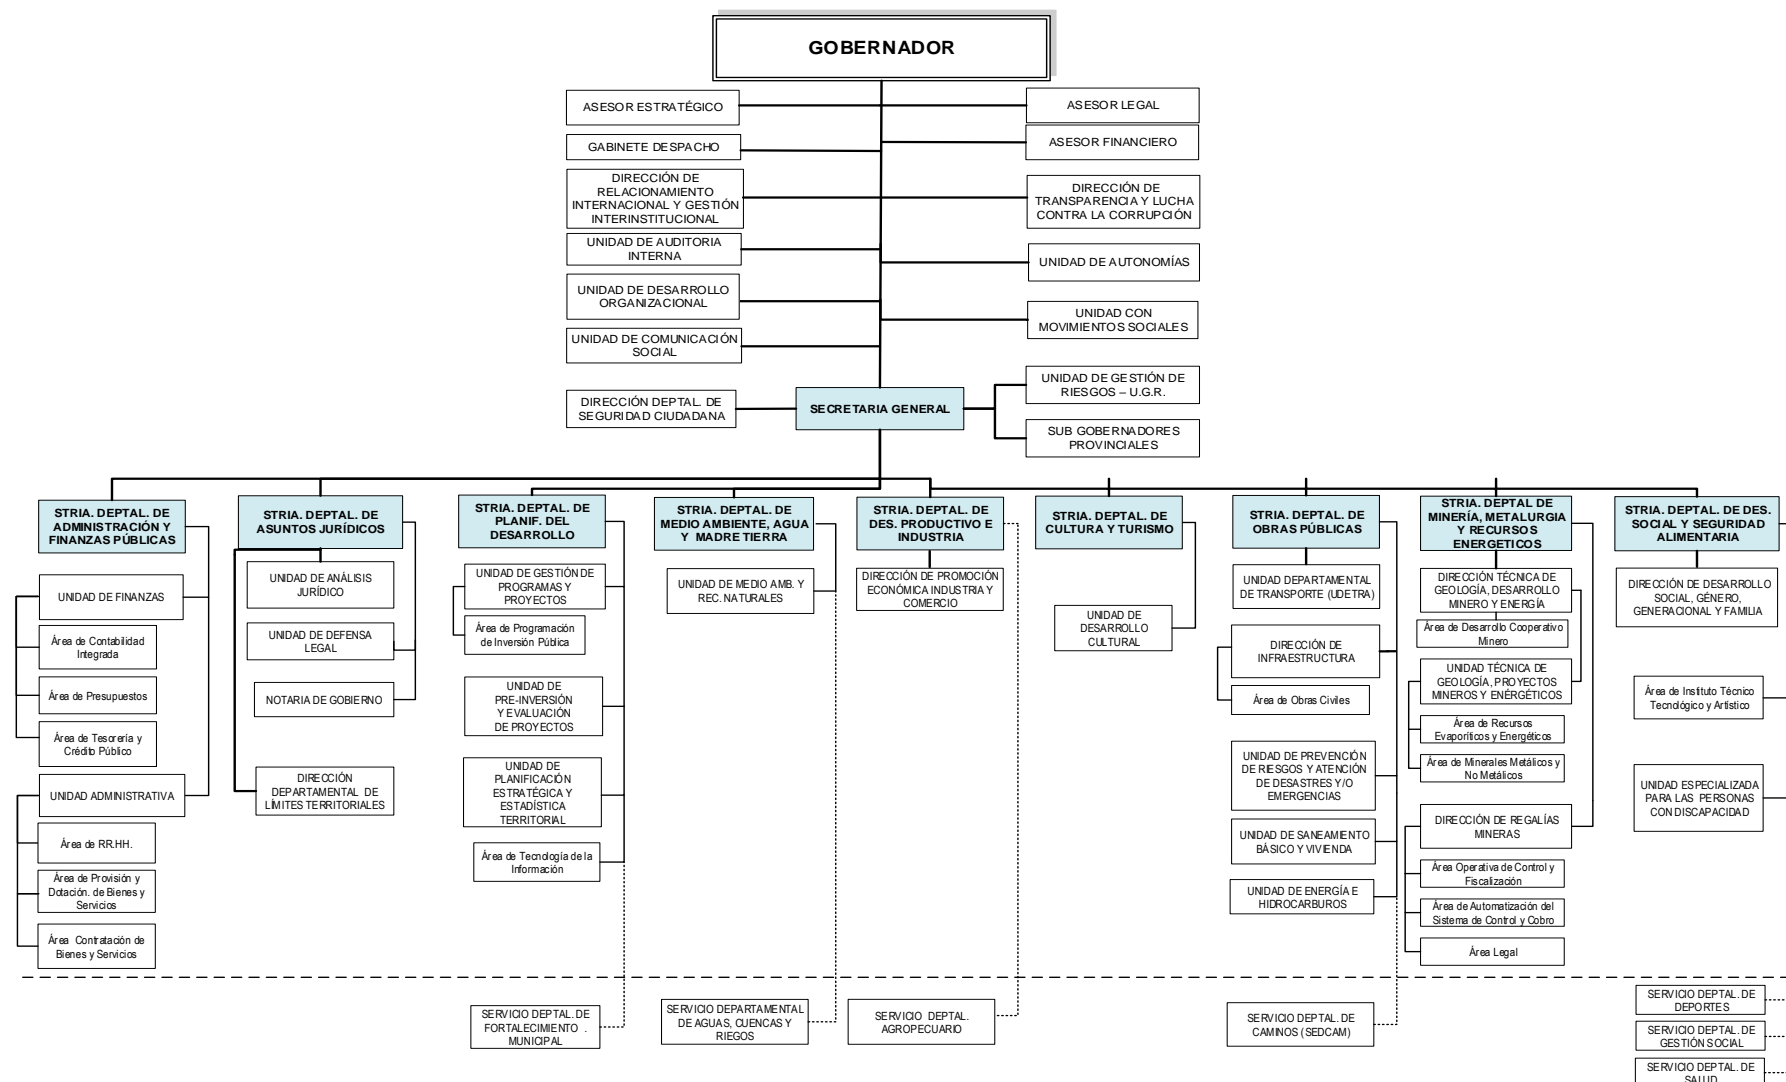 GOBERNADOR
ASESOR ESTRATÉGICO
ASESOR LEGAL
GABINETE DESPACHO
ASESOR FINANCIERO
DIRECCIÓN DE
RELACIONAMIENTO
INTERNACIONAL Y GESTIÓN
INTERINSTITUCIONAL
DIRECCIÓN DE
TRANSPARENCIA Y LUCHA
CONTRA LA CORRUPCIÓN
UNIDAD DE AUDITORIA
INTERNA
UNIDAD DE AUTONOMÍAS
UNIDAD DE DESARROLLO
ORGANIZACIONAL
UNIDAD CON
MOVIMIENTOS SOCIALES
UNIDAD DE COMUNICACIÓN
SOCIAL
UNIDAD DE GESTIÓN DE
RIESGOS – U.G.R.
DIRECCIÓN DEPTAL. DE
SEGURIDAD CIUDADANA
SECRETARIA GENERAL
SUB GOBERNADORES
PROVINCIALES
STRIA. DEPTAL. DE
ADMINISTRACIÓN Y
FINANZAS PÚBLICAS
UNIDAD DE FINANZAS
Área de Contabilidad
Integrada
Área de Presupuestos
Área de Tesorería y
Crédito Público
UNIDAD ADMINISTRATIVA
Área de RR.HH.
Área de Provisión y
Dotación. de Bienes y
Servicios
Área Contratación de
Bienes y Servicios
STRIA. DEPTAL. DE
ASUNTOS JURÍDICOS
UNIDAD DE ANÁLISIS
JURÍDICO
UNIDAD DE DEFENSA
LEGAL
NOTARIA DE GOBIERNO
DIRECCIÓN
DEPARTAMENTAL DE
LÍMITES TERRITORIALES
STRIA. DEPTAL. DE
PLANIF. DEL
DESARROLLO
UNIDAD DE GESTIÓN DE
PROGRAMAS Y
PROYECTOS
Área de Programación
de Inversión Pública
UNIDAD DE
PRE-INVERSIÓN
Y EVALUACIÓN
DE PROYECTOS
UNIDAD DE
PLANIFICACIÓN
ESTRATÉGICA Y
ESTADÍSTICA
TERRITORIAL
Área de Tecnología de la
Información
SERVICIO DEPTAL. DE
FORTALECIMIENTO .
MUNICIPAL
STRIA. DEPTAL. DE
MEDIO AMBIENTE, AGUA
Y MADRE TIERRA
UNIDAD DE MEDIO AMB. Y
REC. NATURALES
SERVICIO DEPARTAMENTAL
DE AGUAS, CUENCAS Y
RIEGOS
STRIA. DEPTAL. DE
DES. PRODUCTIVO E
INDUSTRIA
DIRECCIÓN DE PROMOCIÓN
ECONÓMICA INDUSTRIA Y
COMERCIO
SERVICIO DEPTAL.
AGROPECUARIO
STRIA. DEPTAL. DE
CULTURA Y TURISMO
UNIDAD DE
DESARROLLO
CULTURAL
STRIA. DEPTAL. DE
OBRAS PÚBLICAS
UNIDAD DEPARTAMENTAL
DE TRANSPORTE (UDETRA)
DIRECCIÓN DE
INFRAESTRUCTURA
Área de Obras Civiles
UNIDAD DE PREVENCIÓN
DE RIESGOS Y ATENCIÓN
DE DESASTRES Y/O
EMERGENCIAS
UNIDAD DE SANEAMIENTO
BÁSICO Y VIVIENDA
UNIDAD DE ENERGÍA E
HIDROCARBUROS
SERVICIO DEPTAL. DE
CAMINOS (SEDCAM)
STRIA. DEPTAL DE
MINERÍA, METALURGIA
Y RECURSOS
ENERGETICOS
DIRECCIÓN TÉCNICA DE
GEOLOGÍA, DESARROLLO
MINERO Y ENERGÍA
Área de Desarrollo Cooperativo
Minero
UNIDAD TÉCNICA DE
GEOLOGÍA, PROYECTOS
MINEROS Y ENÉRGÉTICOS
Área de Recursos
Evaporíticos y Energéticos
Área de Minerales Metálicos y
No Metálicos
DIRECCIÓN DE REGALÍAS
MINERAS
Área Operativa de Control y
Fiscalización
Área de Automatización del
Sistema de Control y Cobro
Área Legal
STRIA. DEPTAL. DE DES.
SOCIAL Y SEGURIDAD
ALIMENTARIA
DIRECCIÓN DE DESARROLLO
SOCIAL, GÉNERO,
GENERACIONAL Y FAMILIA
Área de Instituto Técnico
Tecnológico y Artístico
UNIDAD ESPECIALIZADA
PARA LAS PERSONAS
CON DISCAPACIDAD
SERVICIO DEPTAL. DE
DEPORTES
SERVICIO DEPTAL. DE
GESTIÓN SOCIAL
SERVICIO DEPTAL. DE
SALUD